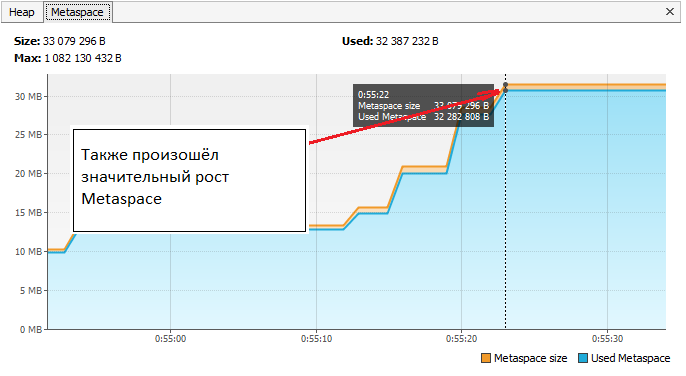 Heap Metaspace
Size: 33 079 296 B Used: 32 387 232 B
Max: 1 082 130 432 B
30 MB
25 MB
20 MB
15 MB
10 MB
5 MB
0 MB
0:55:22
Metaspace size 33 079 296 B
Used Metaspace 32 282 808 B
Также произошёл
значительный рост
Metaspace
0:55:00 0:55:10 0:55:20 0:55:30
Metaspace size Used Metaspace